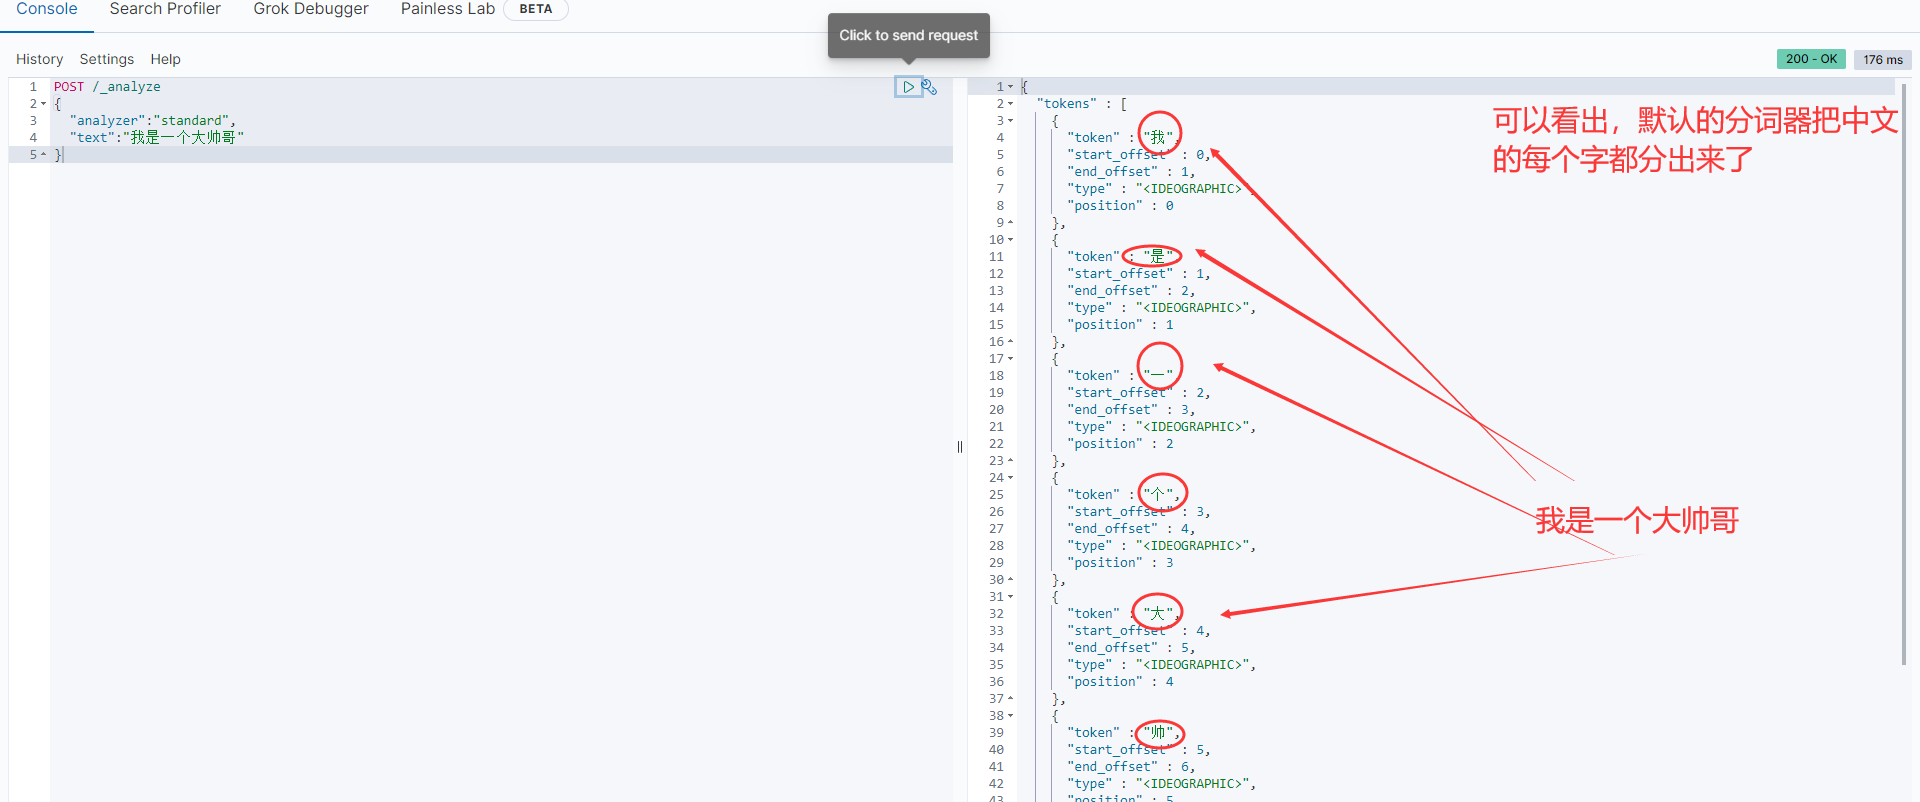 Console Search Profiler Grok Debugger Painless Lab BETA
Click to send request
History Settings Help
200 - OK 176 ms
1 POST /_analyze
2 {
3 "analyzer":"standard",
4 "text":"我是一个大帅哥"
5 }
1 {
2 "tokens" : [
3 {
4 "token" : "我",
5 "start_offset" : 0,
6 "end_offset" : 1,
7 "type" : "<IDEOGRAPHIC>",
8 "position" : 0
9 },
10 {
11 "token" : "是",
12 "start_offset" : 1,
13 "end_offset" : 2,
14 "type" : "<IDEOGRAPHIC>",
15 "position" : 1
16 },
17 {
18 "token" : "一",
19 "start_offset" : 2,
20 "end_offset" : 3,
21 "type" : "<IDEOGRAPHIC>",
22 "position" : 2
23 },
24 {
25 "token" : "个",
26 "start_offset" : 3,
27 "end_offset" : 4,
28 "type" : "<IDEOGRAPHIC>",
29 "position" : 3
30 },
31 {
32 "token" : "大",
33 "start_offset" : 4,
34 "end_offset" : 5,
35 "type" : "<IDEOGRAPHIC>",
36 "position" : 4
37 },
38 {
39 "token" : "帅",
40 "start_offset" : 5,
41 "end_offset" : 6,
42 "type" : "<IDEOGRAPHIC>",
43 "position" : 5
可以看出，默认的分词器把中文
的每个字都分出来了
我是一个大帅哥